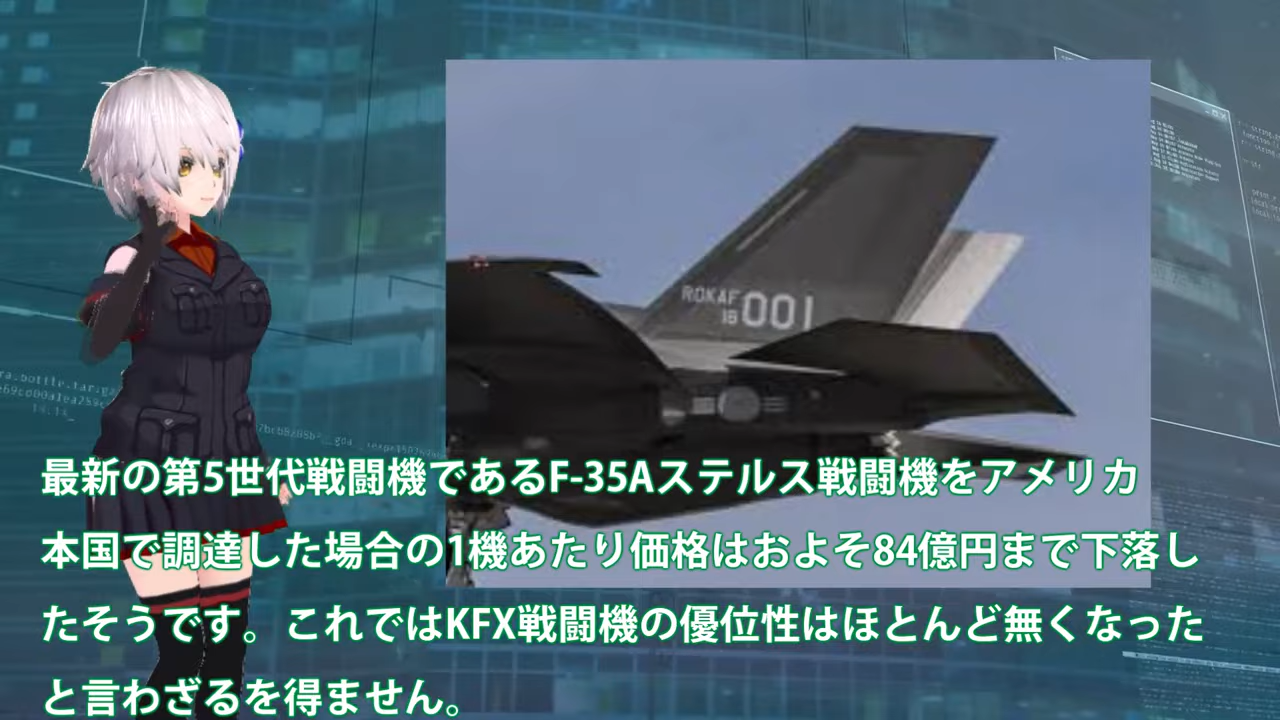 ROKAF
18 001
ra.bottle.tar.ga
最新の第5世代戦闘機であるF-35Aステルス戦闘機をアメリカ
本国で調達した場合の1機あたり価格はおよそ84億円まで下落し
たそうです。これではKFX戦闘機の優位性はほとんど無くなった
と言わざるを得ません。